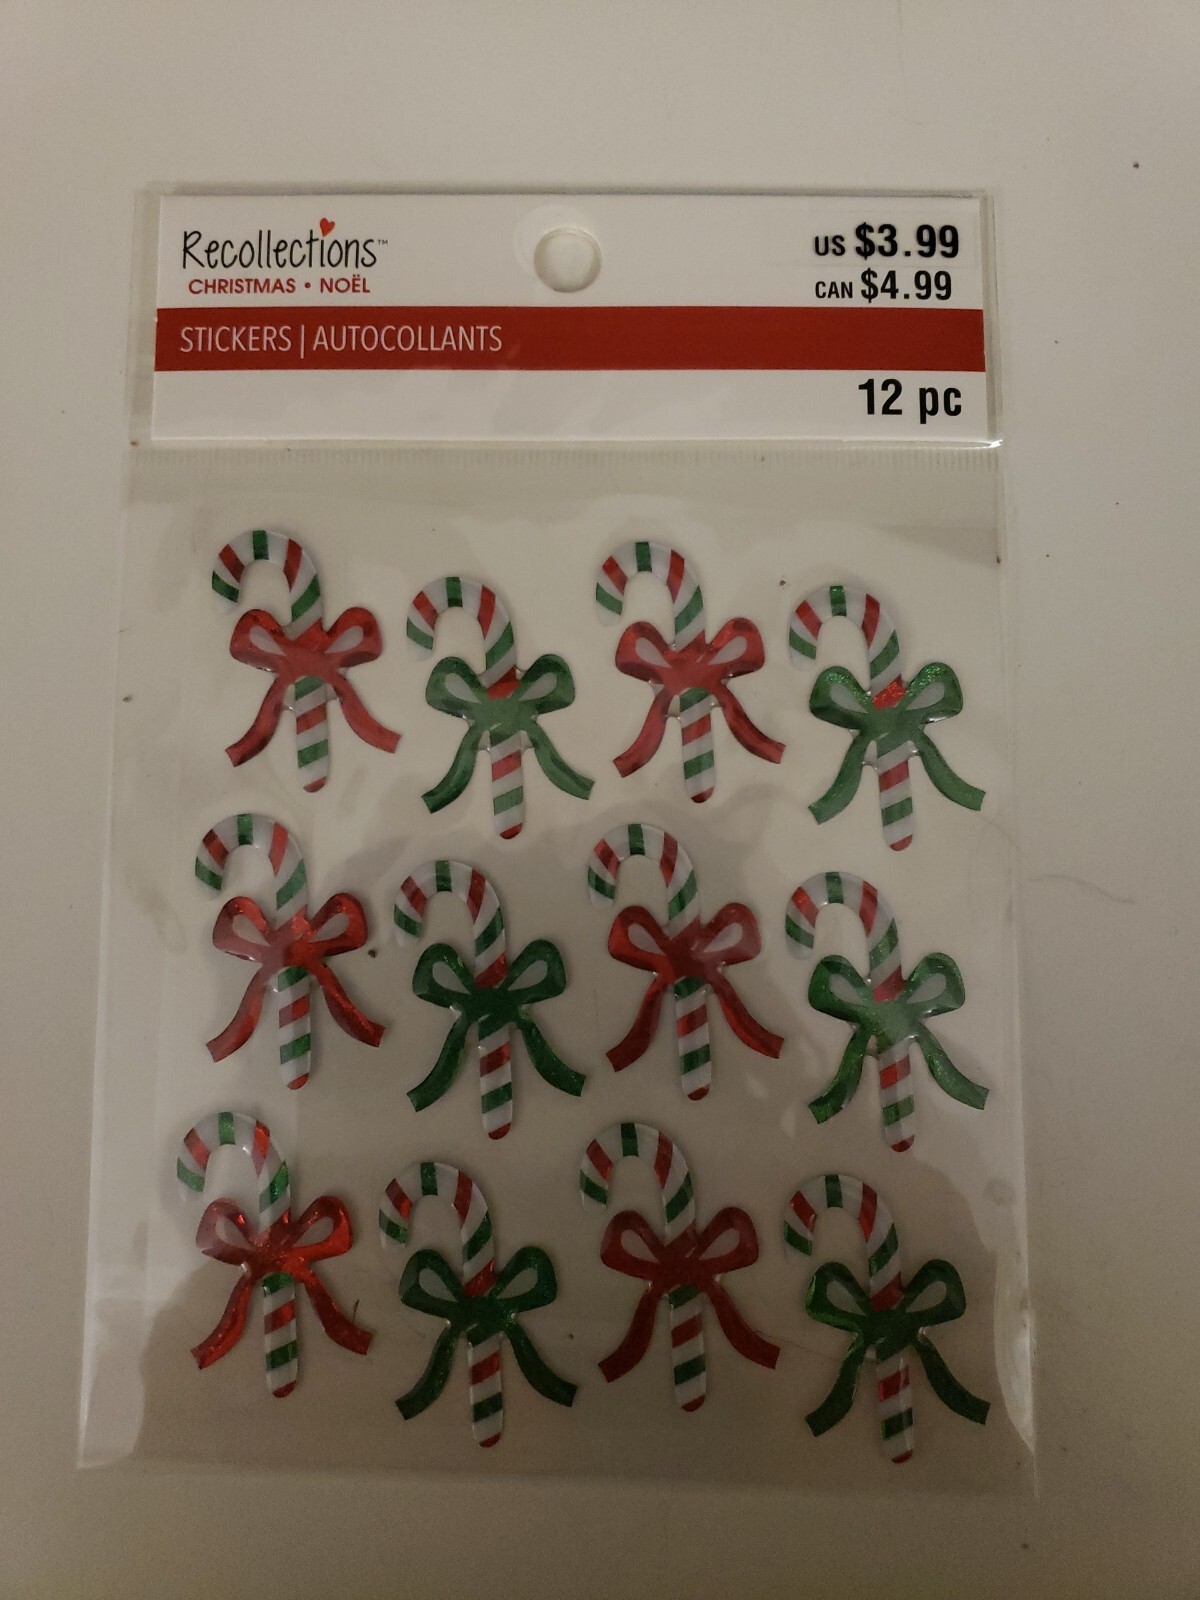 Recollections™
CHRISTMAS • NOËL
US $3.99
CAN $4.99
STICKERS | AUTOCOLLANTS
12 pc